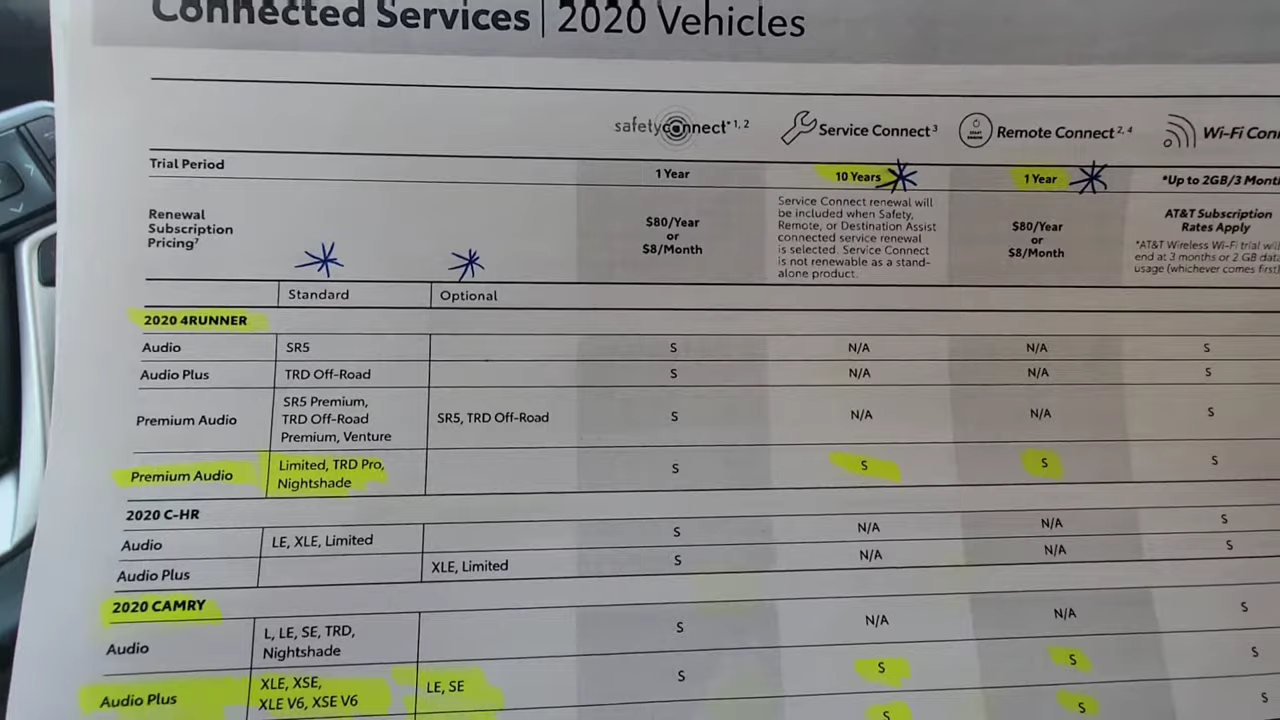 Connected Services | 2020 Vehicles
safetyconnect*1, 2 Service Connect3 Remote Connect2, 4 Wi-Fi
Trial Period 1 Year 10 Years 1 Year *Up to 2GB/3
Renewal
Subscription
Pricing7
$80/Year
or
$8/Month
Service Connect renewal will
be included when Safety,
Remote, or Destination Assist
connected service renewal
is selected. Service Connect
is not renewable as a stand-
alone product.
$80/Year
or
$8/Month
AT&T Subscription
Rates Apply
*AT&T Wireless Wi-Fi trial
end at 3 months or 2 GB
usage (whichever comes first)
Standard Optional
2020 4RUNNER
Audio SR5 S N/A N/A S
Audio Plus TRD Off-Road S N/A N/A S
Premium Audio
SR5 Premium,
TRD Off-Road
Premium, Venture
SR5, TRD Off-Road S N/A N/A S
Premium Audio
Limited, TRD Pro,
Nightshade
S S S S
2020 C-HR
Audio LE, XLE, Limited S N/A N/A S
Audio Plus XLE, Limited S N/A N/A S
2020 CAMRY
Audio
L, LE, SE, TRD,
Nightshade
S N/A N/A S
Audio Plus
XLE, XSE,
XLE V6, XSE V6
LE, SE S S S S
S S S